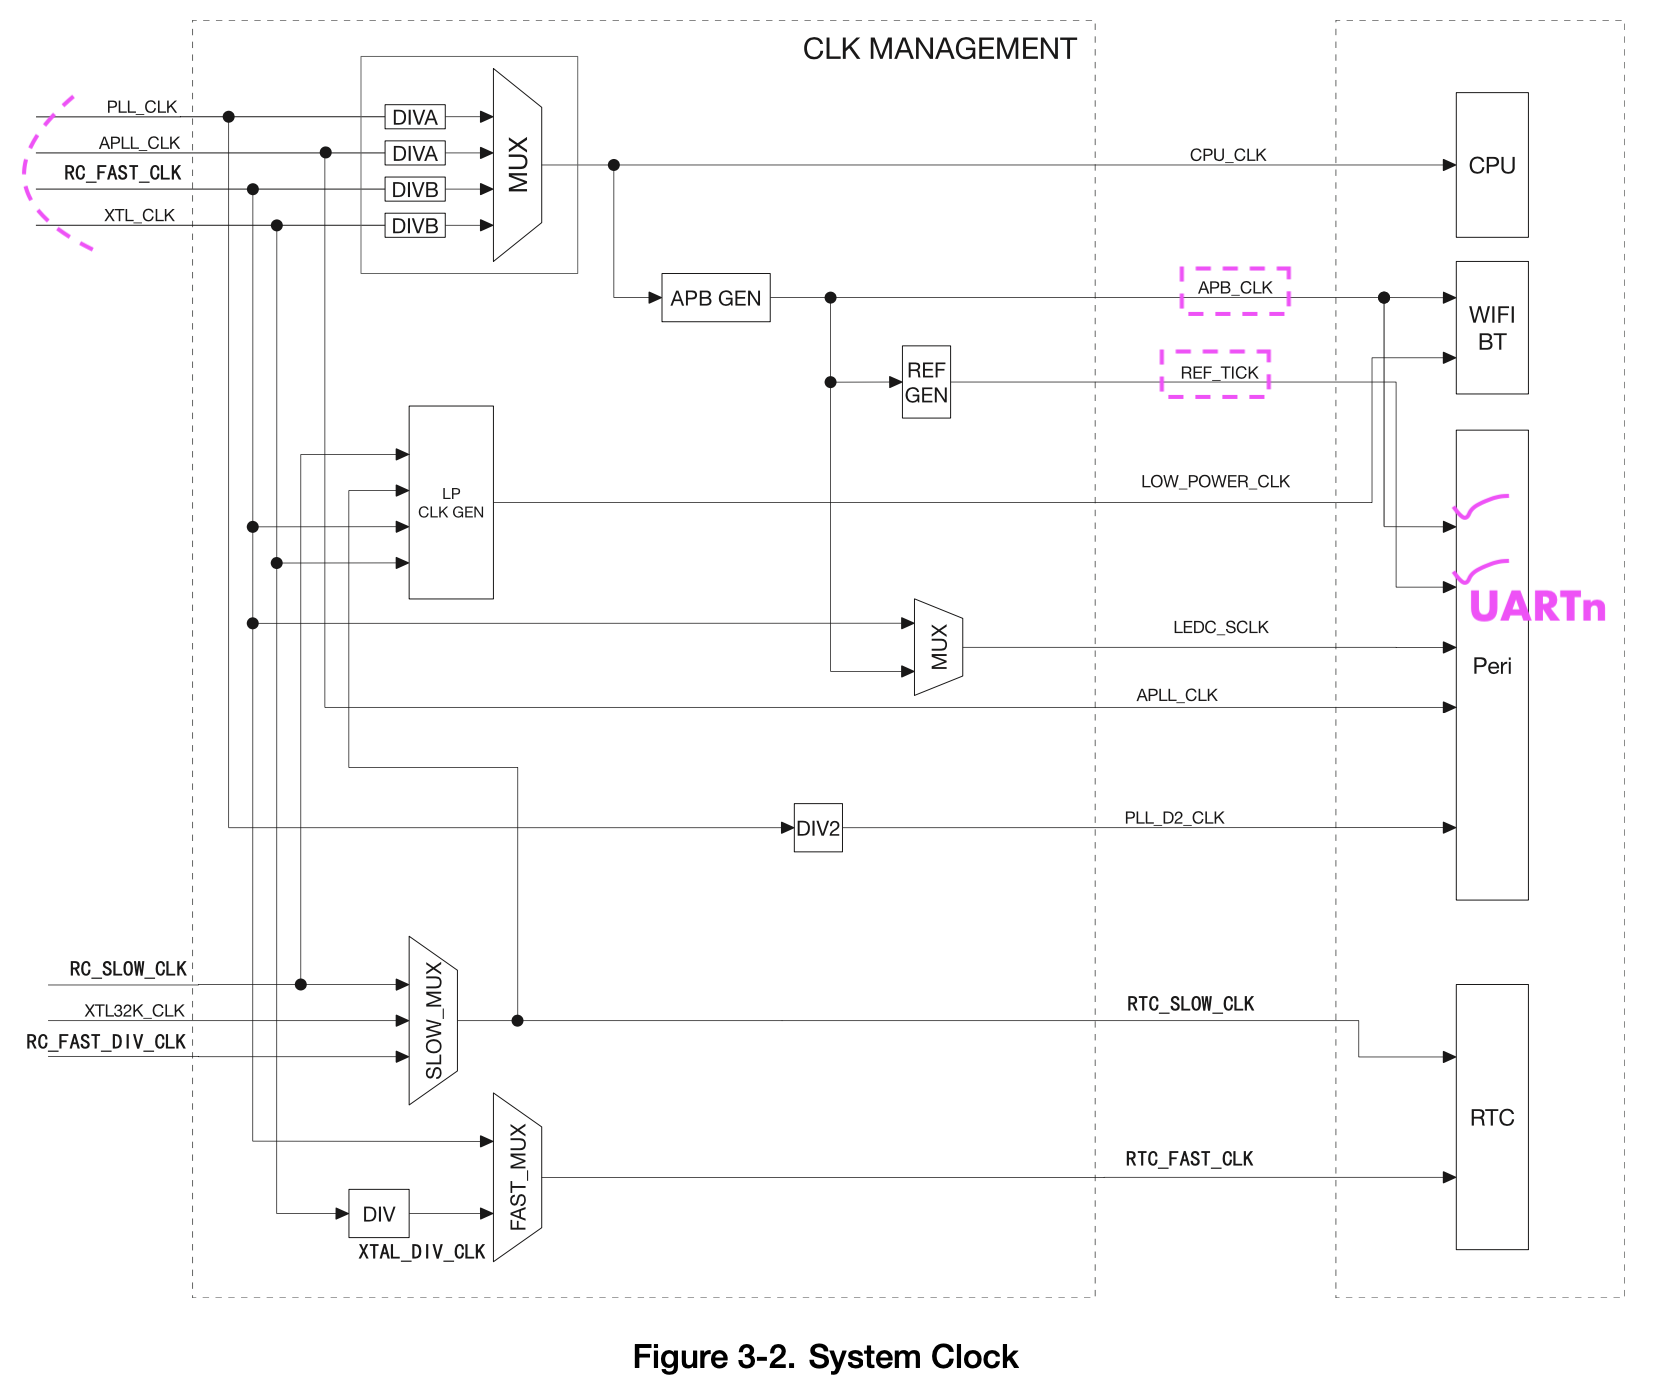 CLK MANAGEMENT
PLL_CLK
DIVA
APLL_CLK
DIVA
RC_FAST_CLK
DIVB
XTL_CLK
DIVB
MUX
CPU_CLK
CPU
APB GEN
APB_CLK
WIFI
BT
REF
GEN
REF_TICK
LP
CLK GEN
LOW_POWER_CLK
UARTn
MUX
LEDC_SCLK
Peri
APLL_CLK
DIV2
PLL_D2_CLK
RC_SLOW_CLK
XTL32K_CLK
RC_FAST_DIV_CLK
SLOW_MUX
RTC_SLOW_CLK
RTC
FAST_MUX
RTC_FAST_CLK
DIV
XTAL_DIV_CLK
Figure 3-2. System Clock